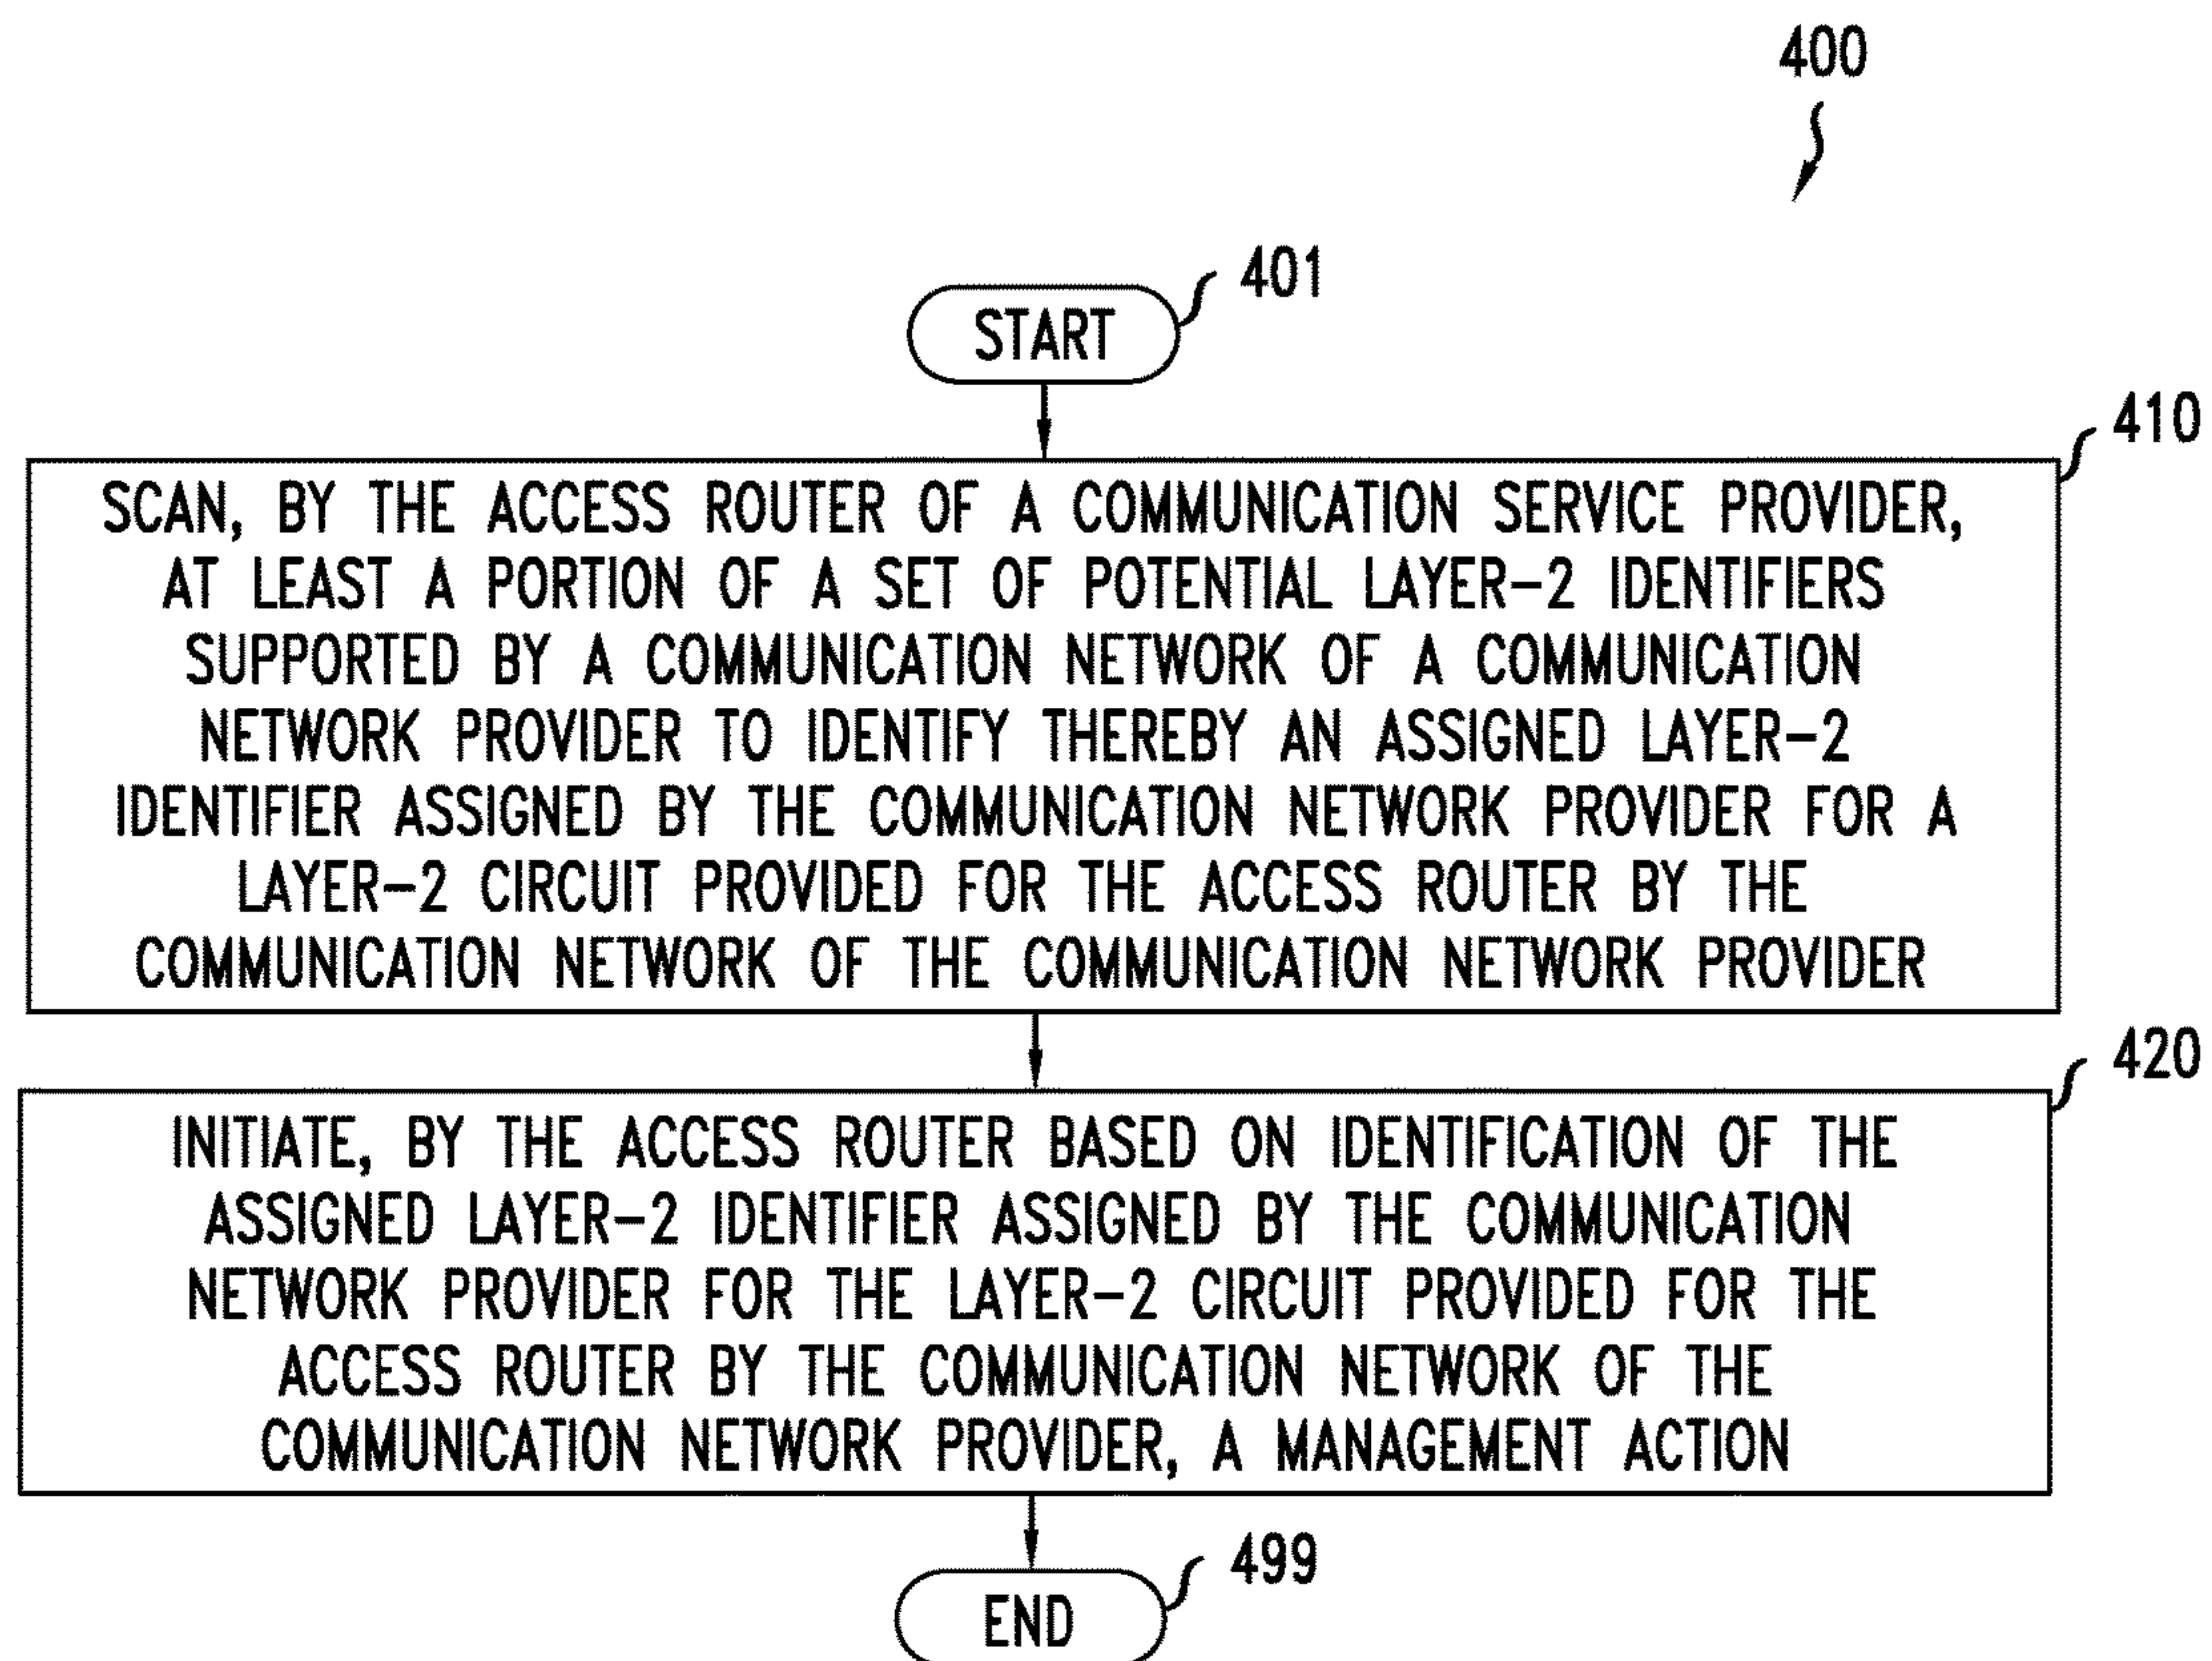 400
START
401
410
SCAN, BY THE ACCESS ROUTER OF A COMMUNICATION SERVICE PROVIDER,
AT LEAST A PORTION OF A SET OF POTENTIAL LAYER-2 IDENTIFIERS
SUPPORTED BY A COMMUNICATION NETWORK OF A COMMUNICATION
NETWORK PROVIDER TO IDENTIFY THEREBY AN ASSIGNED LAYER-2
IDENTIFIER ASSIGNED BY THE COMMUNICATION NETWORK PROVIDER FOR A
LAYER-2 CIRCUIT PROVIDED FOR THE ACCESS ROUTER BY THE
COMMUNICATION NETWORK OF THE COMMUNICATION NETWORK PROVIDER
420
INITIATE, BY THE ACCESS ROUTER BASED ON IDENTIFICATION OF THE
ASSIGNED LAYER-2 IDENTIFIER ASSIGNED BY THE COMMUNICATION
NETWORK PROVIDER FOR THE LAYER-2 CIRCUIT PROVIDED FOR THE
ACCESS ROUTER BY THE COMMUNICATION NETWORK OF THE
COMMUNICATION NETWORK PROVIDER, A MANAGEMENT ACTION
499
END